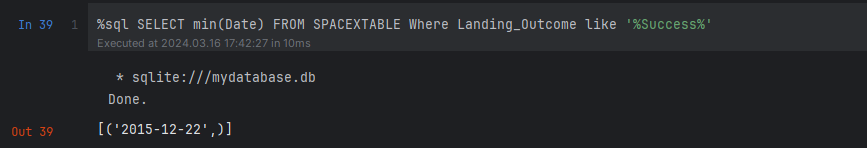 In 39 1 %sql SELECT min(Date) FROM SPACEXTABLE Where Landing_Outcome like '%Success%'
Executed at 2024.03.16 17:42:27 in 10ms
* sqlite:///mydatabase.db
Done.
Out 39 [('2015-12-22',)]